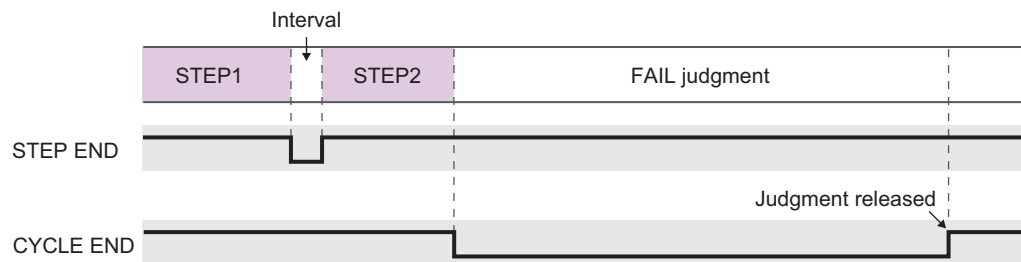 Interval
STEP1
STEP2
FAIL judgment
STEP END
Judgment released
CYCLE END